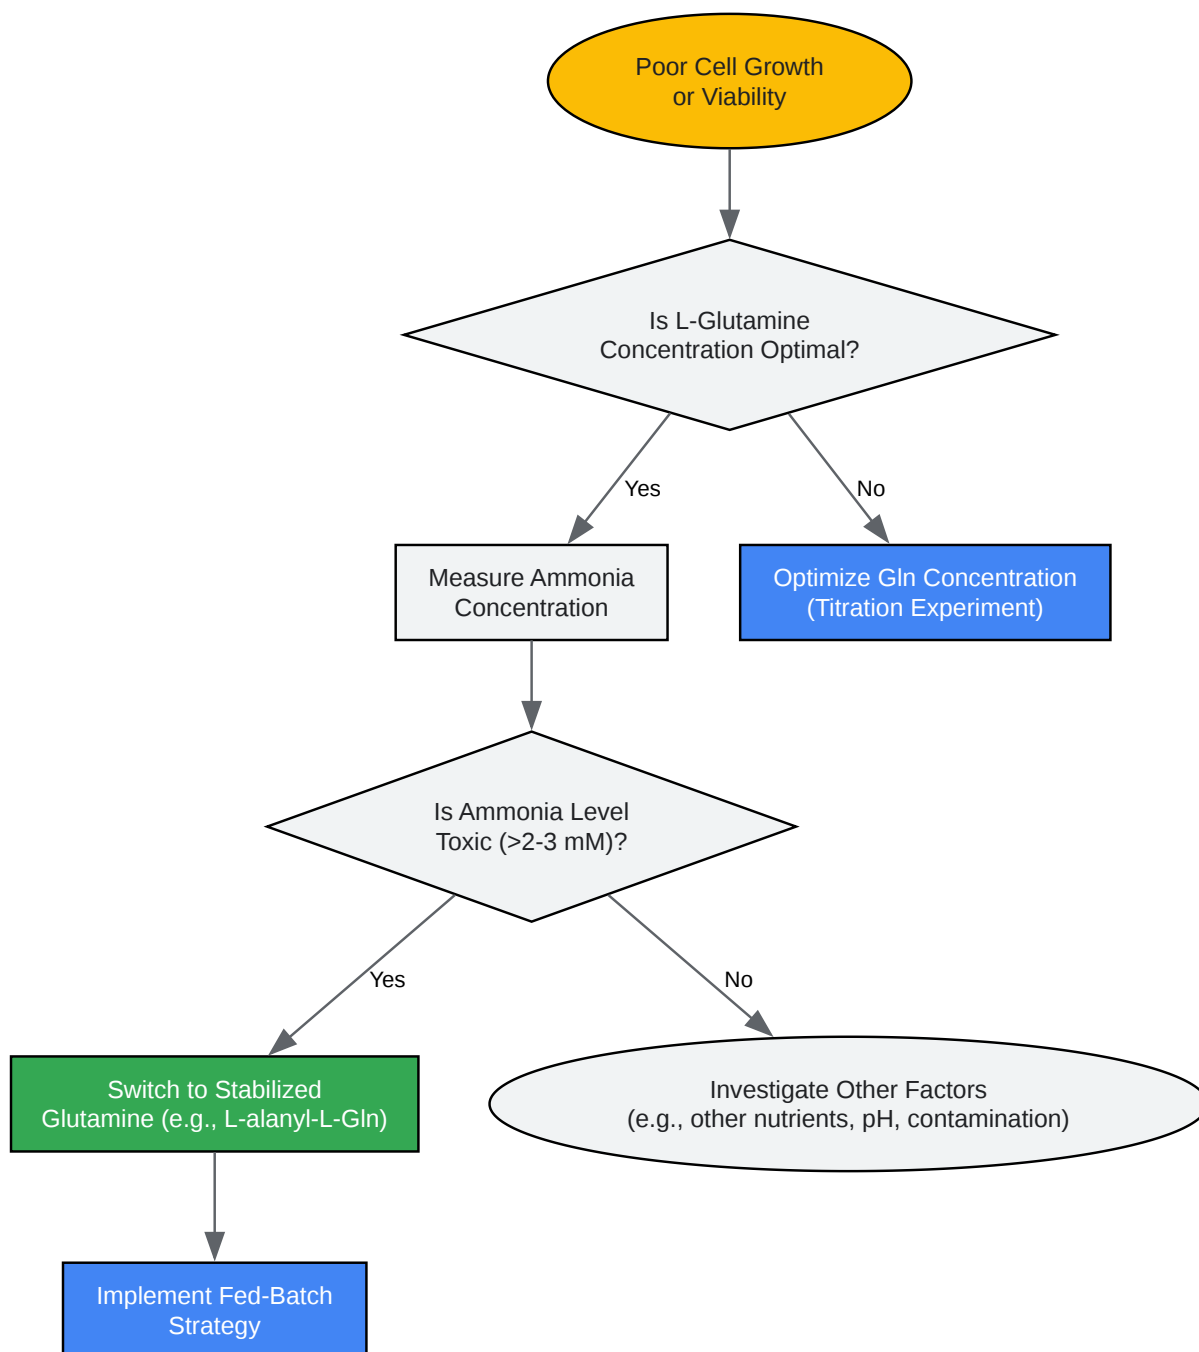 Poor Cell Growth
or Viability
Is L-Glutamine
Concentration Optimal?
Yes
No
Measure Ammonia
Concentration
Optimize Gln Concentration
(Titration Experiment)
Is Ammonia Level
Toxic (>2-3 mM)?
Yes
No
Switch to Stabilized
Glutamine (e.g., L-alanyl-L-Gln)
Investigate Other Factors
(e.g., other nutrients, pH, contamination)
Implement Fed-Batch
Strategy